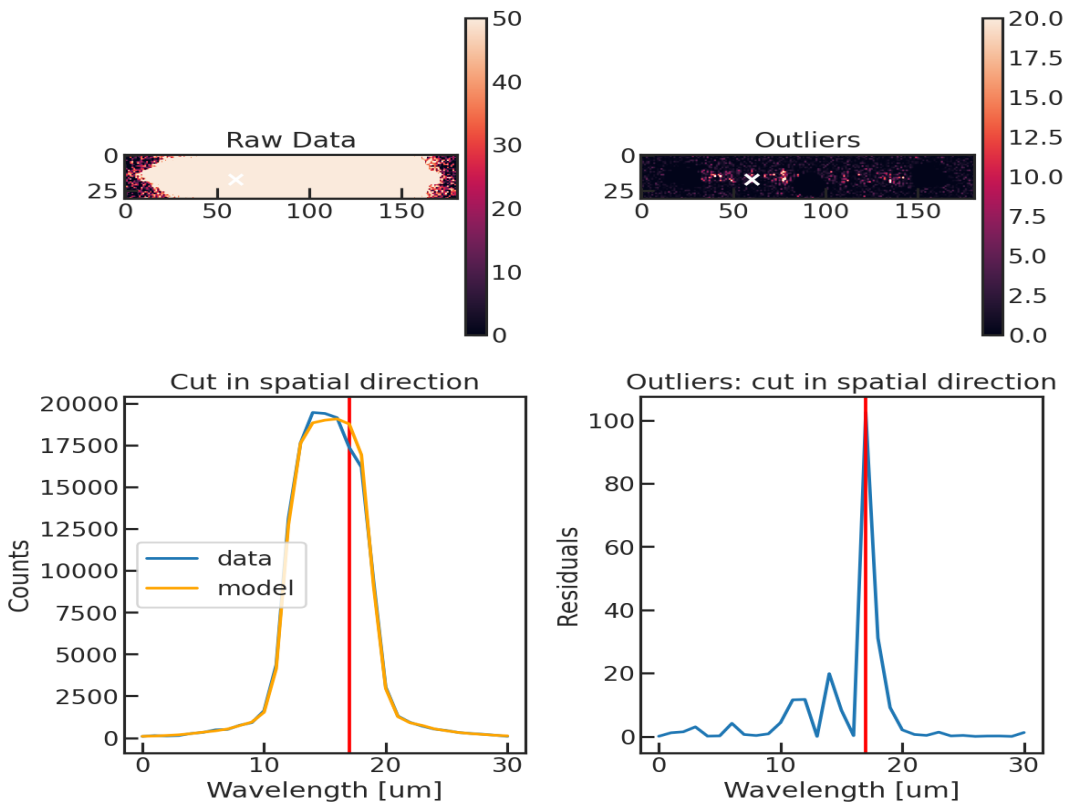 Raw Data
50
40
30
20
10
0
0
25
0 50 100 150
Outliers
20.0
17.5
15.0
12.5
10.0
7.5
5.0
2.5
0.0
0
25
0 50 100 150
Cut in spatial direction
20000
17500
15000
12500
10000
7500
5000
2500
0
Counts
data
model
0 10 20 30
Wavelength [um]
Outliers: cut in spatial direction
100
80
60
40
20
0
Residuals
0 10 20 30
Wavelength [um]